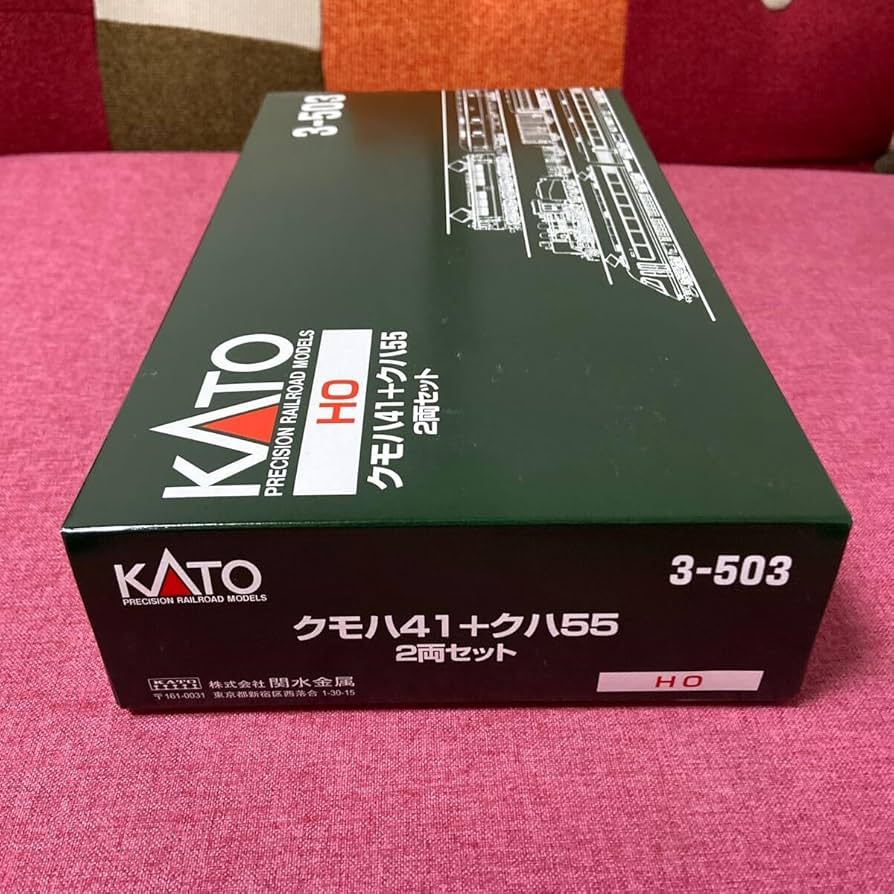 3-503
KATO
PRECISION RAILROAD MODELS
HO
クモハ41+クハ55
2両セット
KATO
PRECISION RAILROAD MODELS
3-503
クモハ41+クハ55
2両セット
KATO 株式会社 関水金属
〒161-0031 東京都新宿区西落合 1-30-15
HO